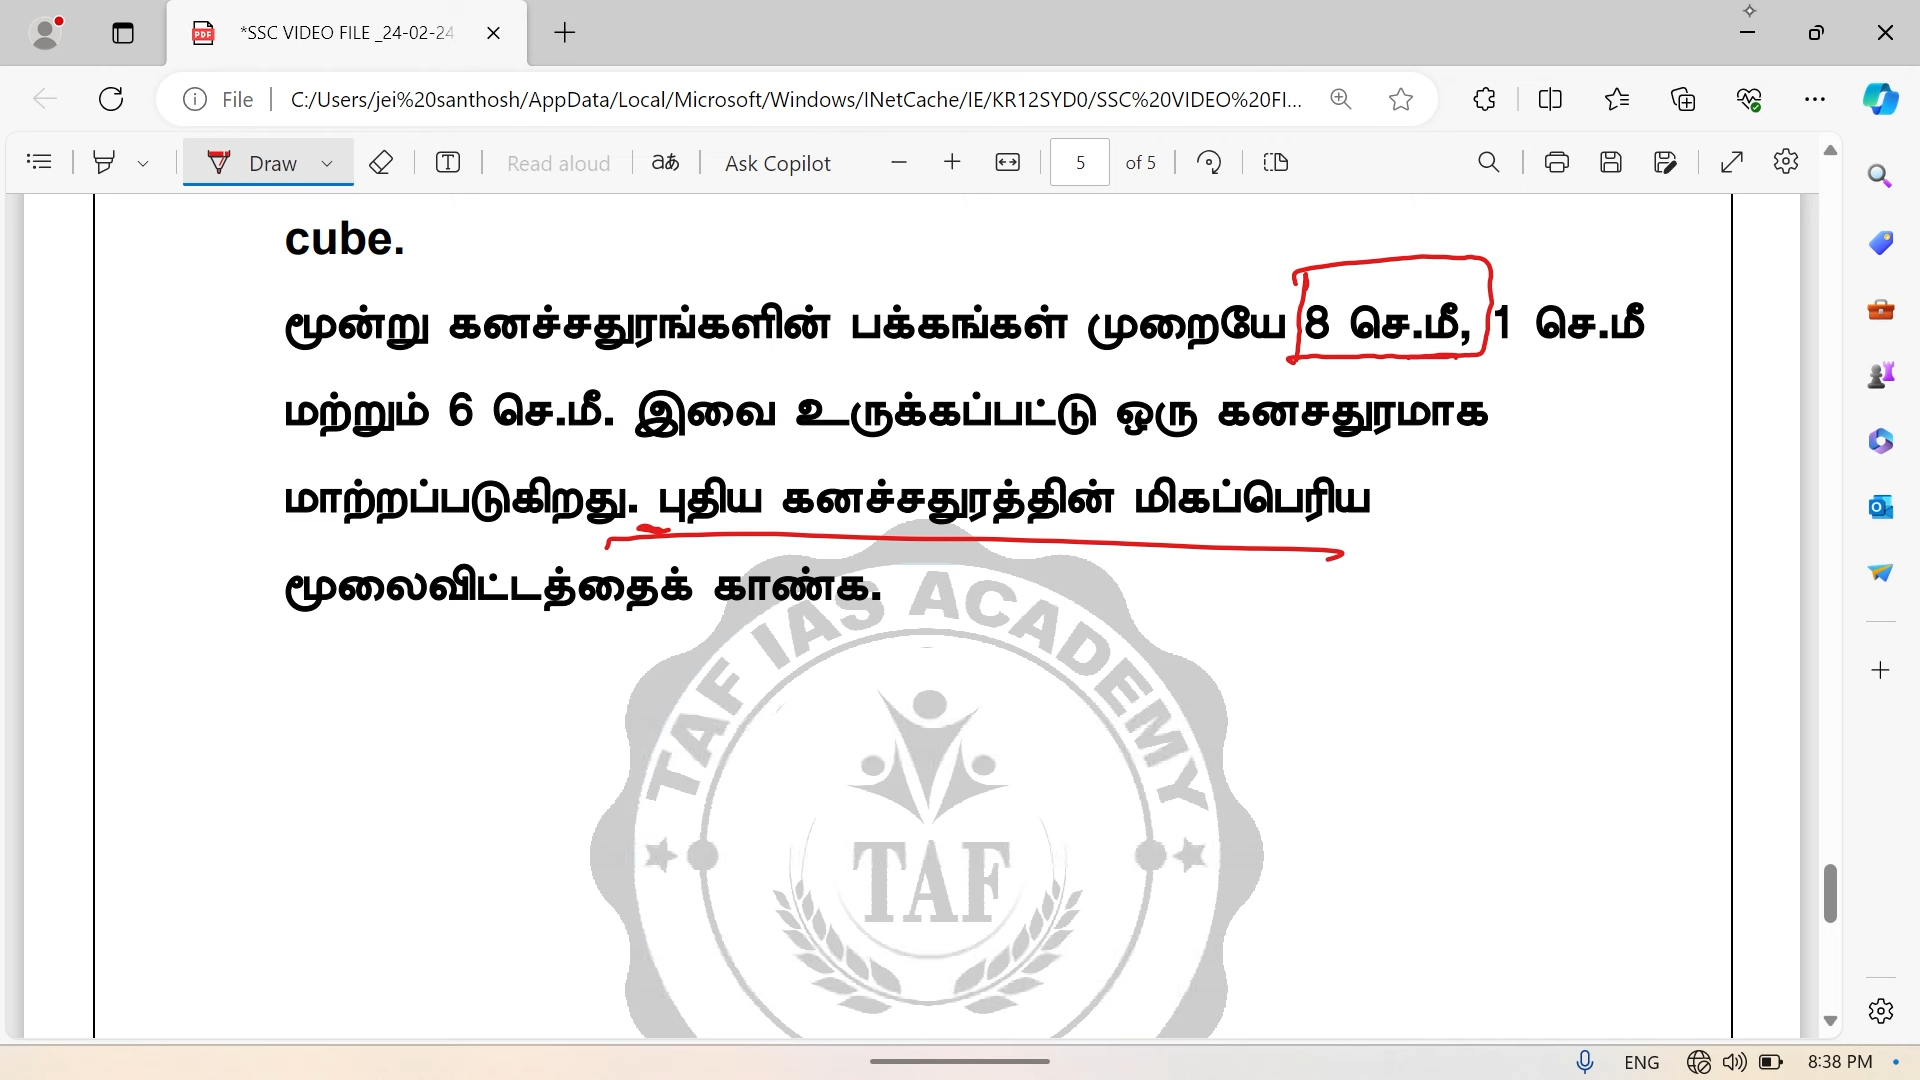 *SSC VIDEO FILE _24-02-24
File
C:/Users/jei%20santhosh/AppData/Local/Microsoft/Windows/INetCache/IE/KR12SYD0/SSC%20VIDEO%20FI...
Draw
Read aloud
aあ
Ask Copilot
5 of 5
cube.
மூன்று கனச்சதுரங்களின் பக்கங்கள் முறையே 8 செ.மீ, 1 செ.மீ
மற்றும் 6 செ.மீ. இவை உருக்கப்பட்டு ஒரு கனசதுரமாக
மாற்றப்படுகிறது. புதிய கனச்சதுரத்தின் மிகப்பெரிய
மூலைவிட்டத்தைக் காண்க.
TAF IAS ACADEMY
TAF
ENG
8:38 PM